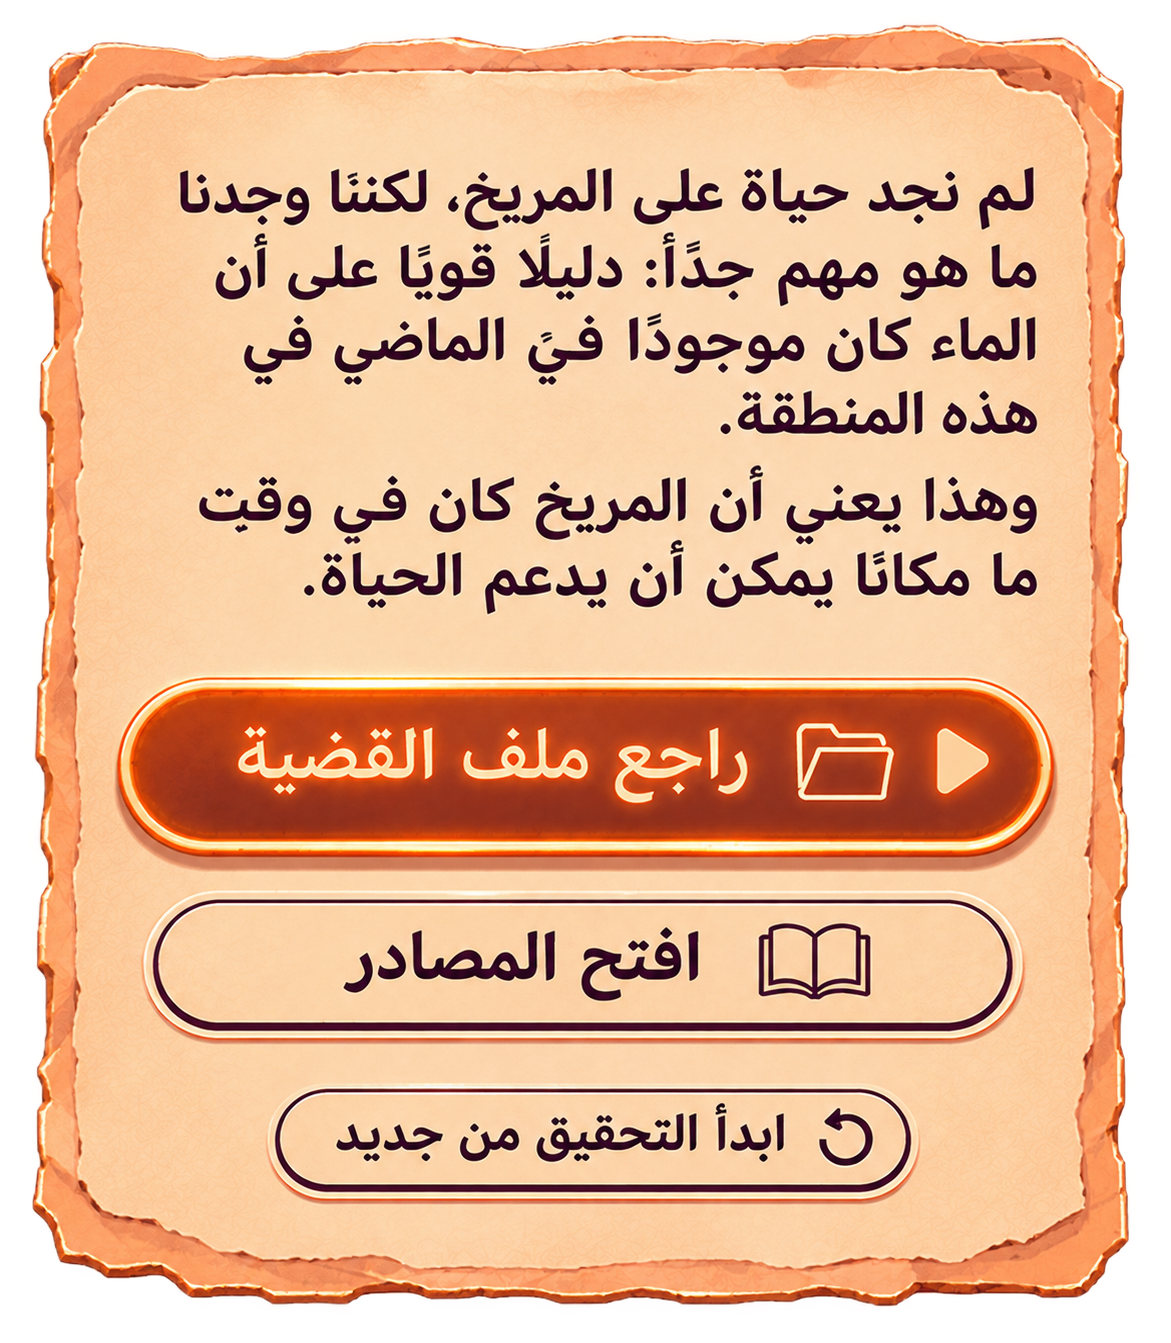 لم نجد حياة على المريخ، لكننَا وجدنا
ما هو مهم جدًأ: دليلًا قويًا على أن
الماء كان موجودًا فيَ الماضي في
هذه المنطقة.
وهذا يعني أن المريخ كان في وقتٍ
ما مكانًا يمكن أن يدعم الحياة.
راجع ملف القضية
افتح المصادر
ابدأ التحقيق من جديد